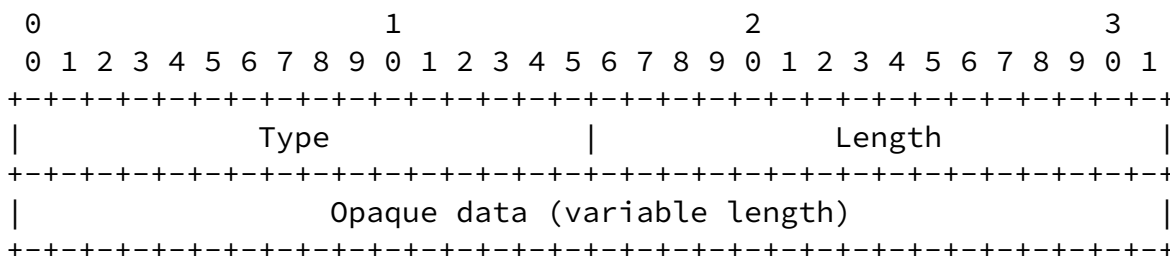 0                   1                   2                   3
 0 1 2 3 4 5 6 7 8 9 0 1 2 3 4 5 6 7 8 9 0 1 2 3 4 5 6 7 8 9 0 1
+-+-+-+-+-+-+-+-+-+-+-+-+-+-+-+-+-+-+-+-+-+-+-+-+-+-+-+-+-+-+-+-+
|             Type              |             Length            |
+-+-+-+-+-+-+-+-+-+-+-+-+-+-+-+-+-+-+-+-+-+-+-+-+-+-+-+-+-+-+-+-+
|                 Opaque data (variable length)                 |
+-+-+-+-+-+-+-+-+-+-+-+-+-+-+-+-+-+-+-+-+-+-+-+-+-+-+-+-+-+-+-+-+